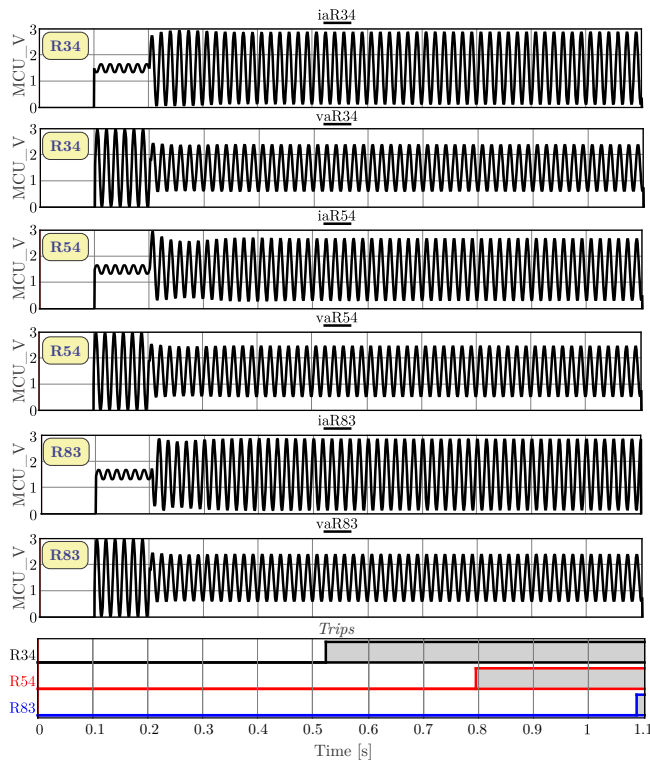 iaR34
3
R34
2
MCU_V
1
0
vaR34
3
R34
2
MCU_V
1
0
iaR54
3
R54
2
MCU_V
1
0
vaR54
3
R54
2
MCU_V
1
0
iaR83
3
R83
2
MCU_V
1
0
vaR83
3
R83
2
MCU_V
1
0
Trips
R34
R54
R83
0 0.1 0.2 0.3 0.4 0.5 0.6 0.7 0.8 0.9 1 1.1
Time [s]